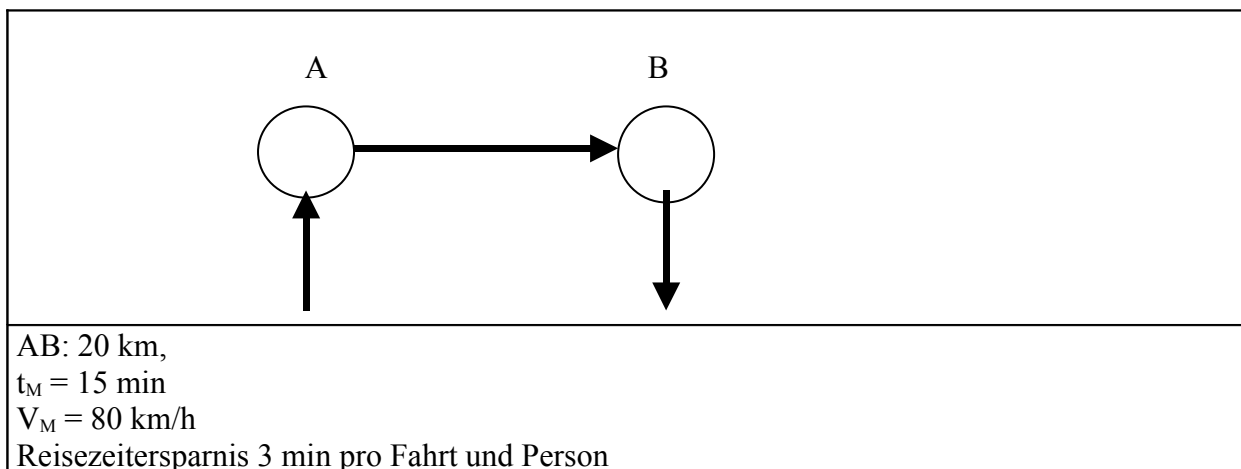 A B
AB: 20 km,
tM = 15 min
VM = 80 km/h
Reisezeitersparnis 3 min pro Fahrt und Person